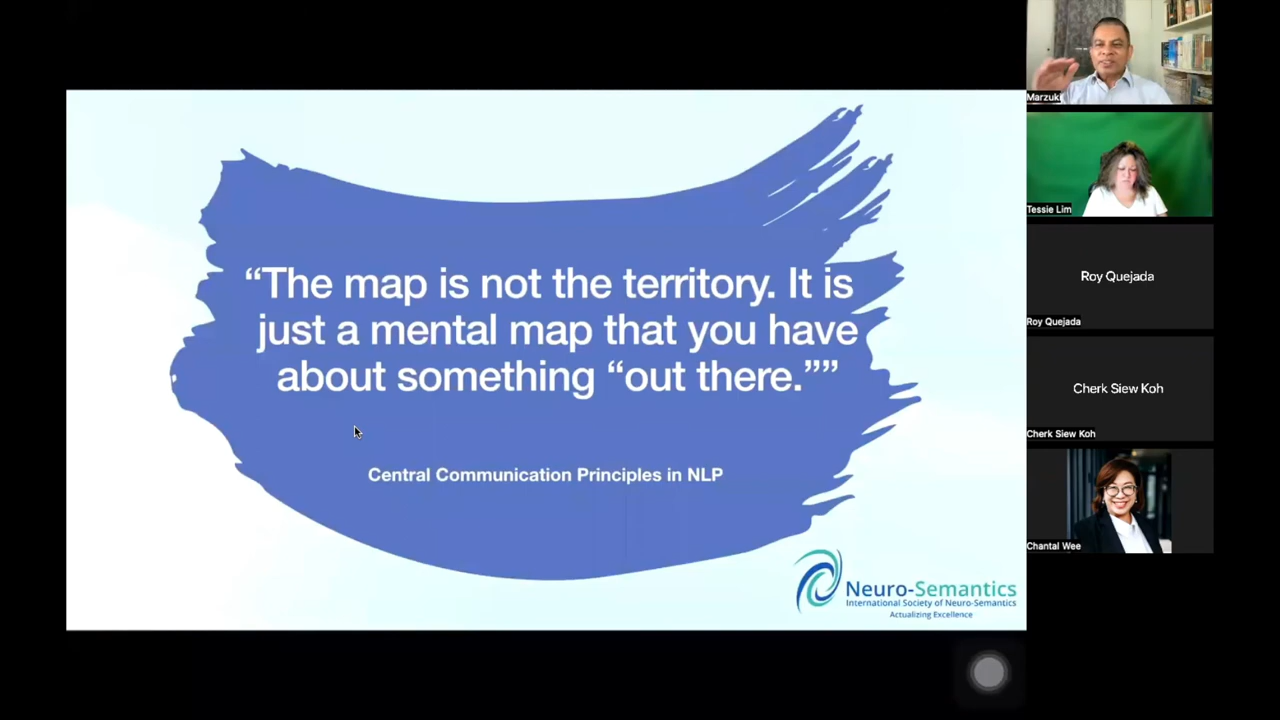 “The map is not the territory. It is
just a mental map that you have
about something “out there.””
Central Communication Principles in NLP
Neuro-Semantics
International Society of Neuro-Semantics
Actualizing Excellence
Marzuki
Tessie Lim
Roy Quejada
Roy Quejada
Cherk Siew Koh
Cherk Siew Koh
Chantal Wee